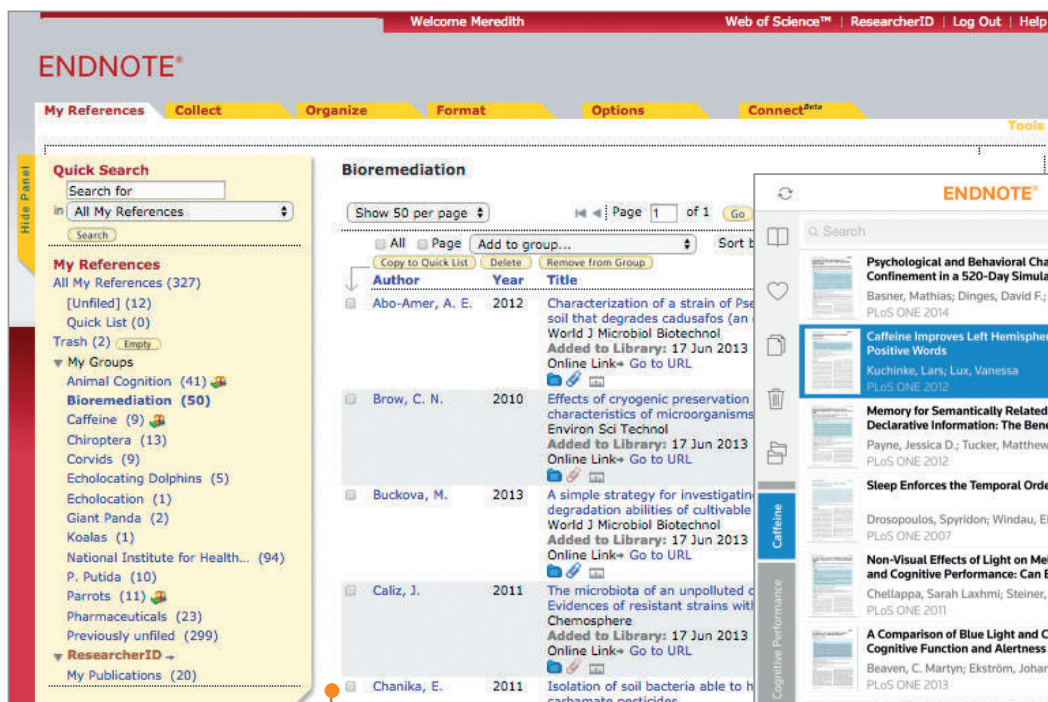 Welcome Meredith
Web of Science™ | ResearcherID | Log Out | Help
ENDNOTE®
My References
Collect
Organize
Format
Options
Connect Beta
Tools
Hide Panel
Quick Search
Search for
in All My References
Search
My References
All My References (327)
[Unfiled] (12)
Quick List (0)
Trash (2) Empty
My Groups
Animal Cognition (41)
Bioremediation (50)
Caffeine (9)
Chiroptera (13)
Corvids (9)
Echolocating Dolphins (5)
Echolocation (1)
Giant Panda (2)
Koalas (1)
National Institute for Health... (94)
P. Putida (10)
Parrots (11)
Pharmaceuticals (23)
Previously unfiled (299)
ResearcherID
My Publications (20)
Bioremediation
Show 50 per page
Page 1 of 1 Go
All Page Add to group... Sort
Copy to Quick List Delete Remove from Group
Author Year Title
Abo-Amer, A. E. 2012 Characterization of a strain of
soil that degrades cadusafos (an
World J Microbiol Biotechnol
Added to Library: 17 Jun 2013
Online Link→ Go to URL
Brow, C. N. 2010 Effects of cryogenic preservation
characteristics of microorganisms
Environ Sci Technol
Added to Library: 17 Jun 2013
Online Link→ Go to URL
Buckova, M. 2013 A simple strategy for investigatin
degradation abilities of cultivable
World J Microbiol Biotechnol
Added to Library: 17 Jun 2013
Online Link→ Go to URL
Caliz, J. 2011 The microbiota of an unpolluted
Evidences of resistant strains wit
Chemosphere
Added to Library: 17 Jun 2013
Online Link→ Go to URL
Chanika, E. 2011 Isolation of soil bacteria able to h
carbamate pesticides
ENDNOTE®
Search
Psychological and Behavioral Cha
Confinement in a 520-Day Simula
Basner, Mathias; Dinges, David F.;
PLoS ONE 2014
Caffeine Improves Left Hemispher
Positive Words
Kuchinke, Lars; Lux, Vanessa
PLoS ONE 2012
Memory for Semantically Related
Declarative Information: The Bene
Payne, Jessica D.; Tucker, Matthew
PLoS ONE 2012
Sleep Enforces the Temporal Orde
Drosopoulos, Spyridon; Windau, E
PLoS ONE 2007
Non-Visual Effects of Light on Mel
and Cognitive Performance: Can B
Chellappa, Sarah Laxhmi; Steiner,
PLoS ONE 2011
A Comparison of Blue Light and C
Cognitive Function and Alertness
Beaven, C. Martyn; Ekström, Johan
PLoS ONE 2013
Caffeine
Cognitive Performance